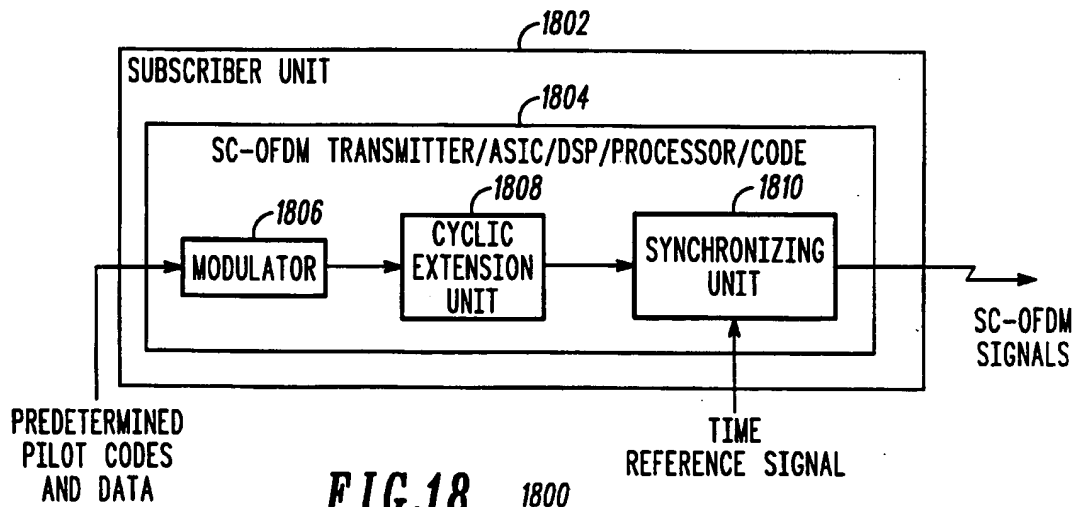 1802
SUBSCRIBER UNIT
1804
SC-OFDM TRANSMITTER/ASIC/DSP/PROCESSOR/CODE
1806
MODULATOR
1808
CYCLIC
EXTENSION
UNIT
1810
SYNCHRONIZING
UNIT
SC-OFDM
SIGNALS
PREDETERMINED
PILOT CODES
AND DATA
TIME
REFERENCE SIGNAL
FIG.18
1800